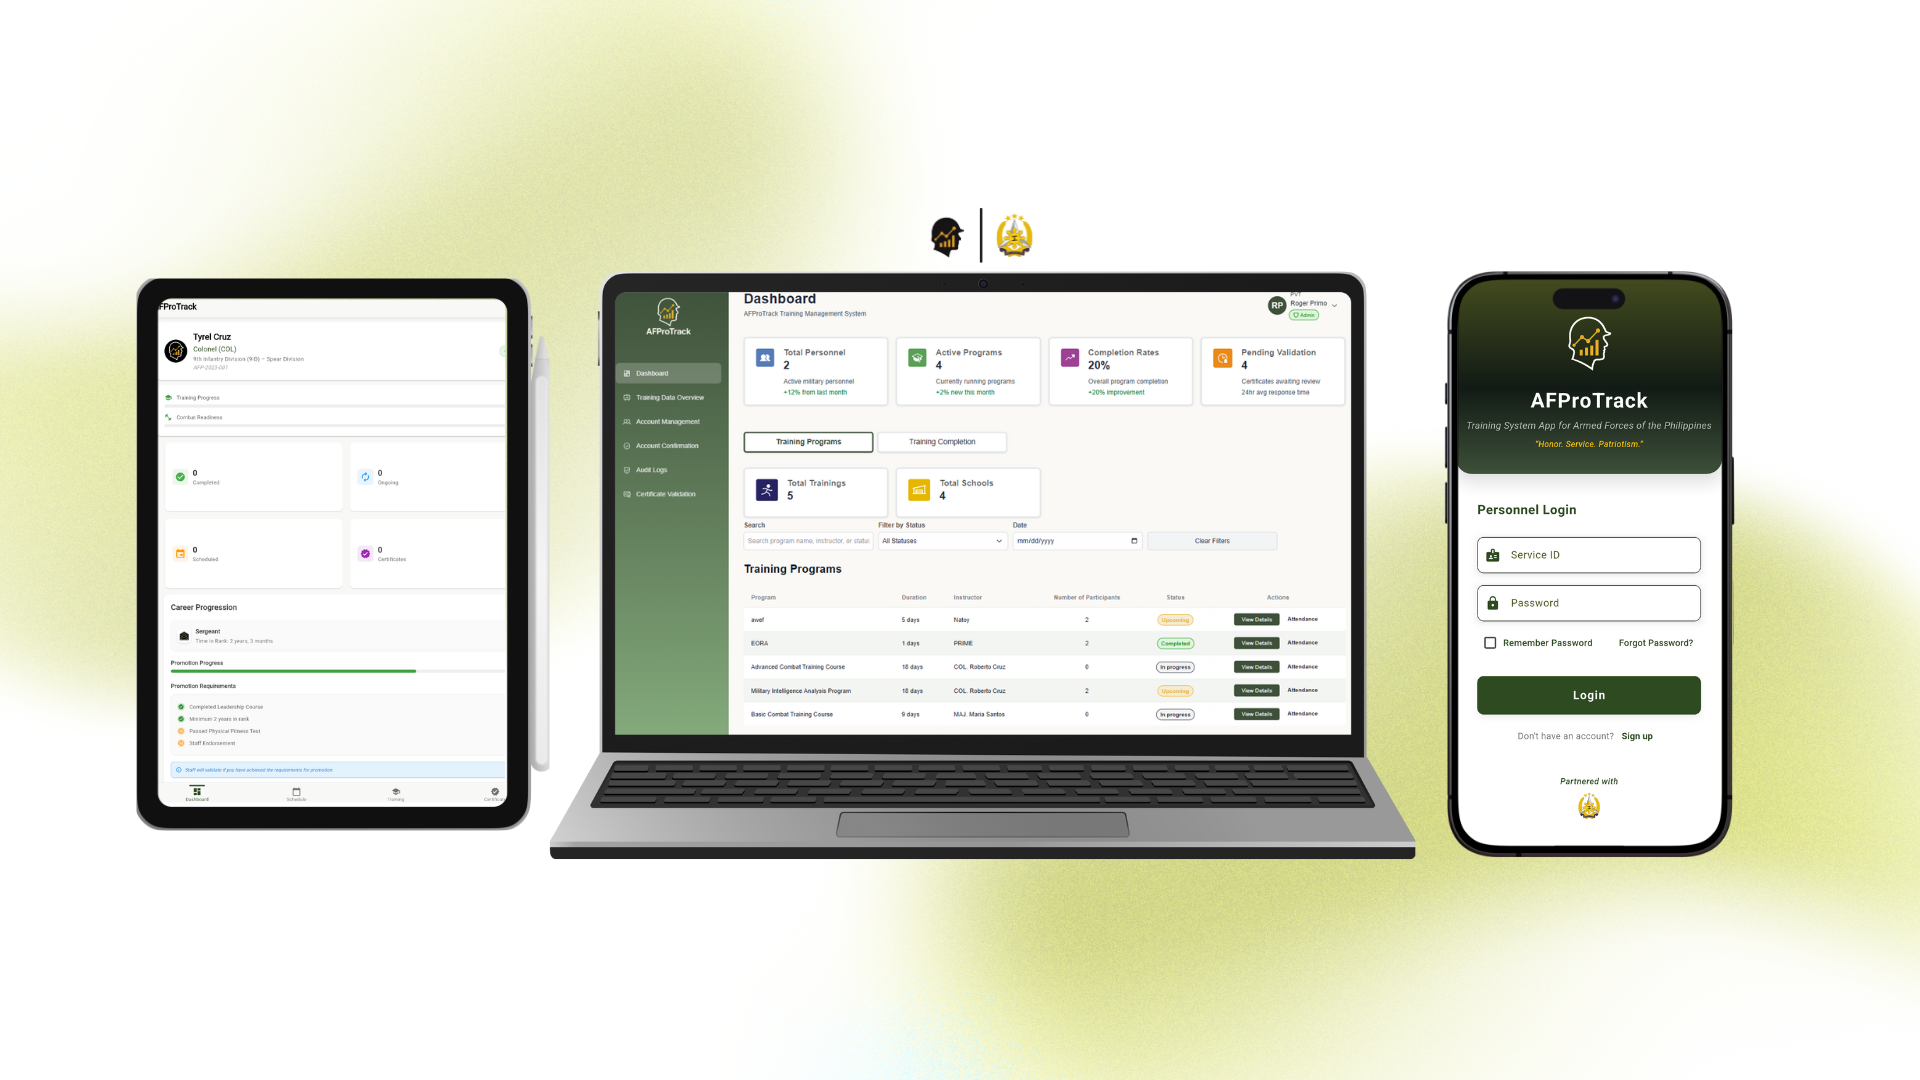 FProTrack
Tyrel Cruz
Colonel (COL)
9th Infantry Division (9ID) – Spear Division
AFP-2023-001
Training Progress
Combat Readiness
0
Completed
0
Ongoing
0
Scheduled
0
Certificates
Career Progression
Sergeant
Time in Rank: 2 years, 3 months
Promotion Progress
Promotion Requirements
Completed Leadership Course
Minimum 2 years in rank
Passed Physical Fitness Test
Staff Endorsement
Staff will validate if you have achieved the requirements for promotion.
Dashboard
Schedule
Training
AFProTrack
Dashboard
Training Data Overview
Account Management
Account Confirmation
Audit Logs
Certificate Validation
Dashboard
AFProTrack Training Management System
RP
PVT
Roger Primo
Admin
Total Personnel
2
Active military personnel
+12% from last month
Active Programs
4
Currently running programs
+2% new this month
Completion Rates
20%
Overall program completion
+20% improvement
Pending Validation
4
Certificates awaiting review
24hr avg response time
Training Programs
Training Completion
Total Trainings
5
Total Schools
4
Search
Filter by Status
Date
Search program name, instructor, or status
All Statuses
mm/dd/yyyy
Clear Filters
Training Programs
Program Duration Instructor Number of Participants Status Actions
awef 5 days Natoy 2 Upcoming View Details Attendance
EORA 1 days PRIME 2 Completed View Details Attendance
Advanced Combat Training Course 18 days COL. Roberto Cruz 0 In progress View Details Attendance
Military Intelligence Analysis Program 18 days COL. Roberto Cruz 2 Upcoming View Details Attendance
Basic Combat Training Course 9 days MAJ. Maria Santos 0 In progress View Details Attendance
AFProTrack
Training System App for Armed Forces of the Philippines
"Honor. Service. Patriotism."
Personnel Login
Service ID
Password
Remember Password
Forgot Password?
Login
Don't have an account? Sign up
Partnered with